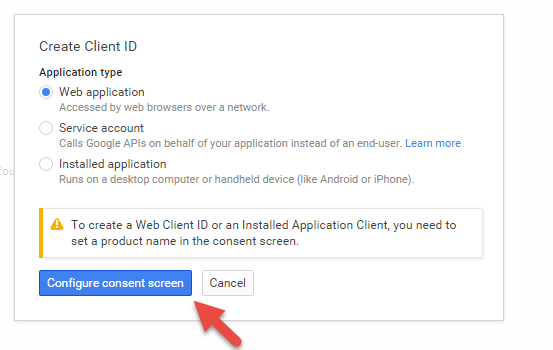 Create Client ID
Application type
Web application
Accessed by web browsers over a network.
Service account
Calls Google APIs on behalf of your application instead of an end-user. Learn more
Installed application
Runs on a desktop computer or handheld device (like Android or iPhone).
To create a Web Client ID or an Installed Application Client, you need to
set a product name in the consent screen.
Configure consent screen
Cancel